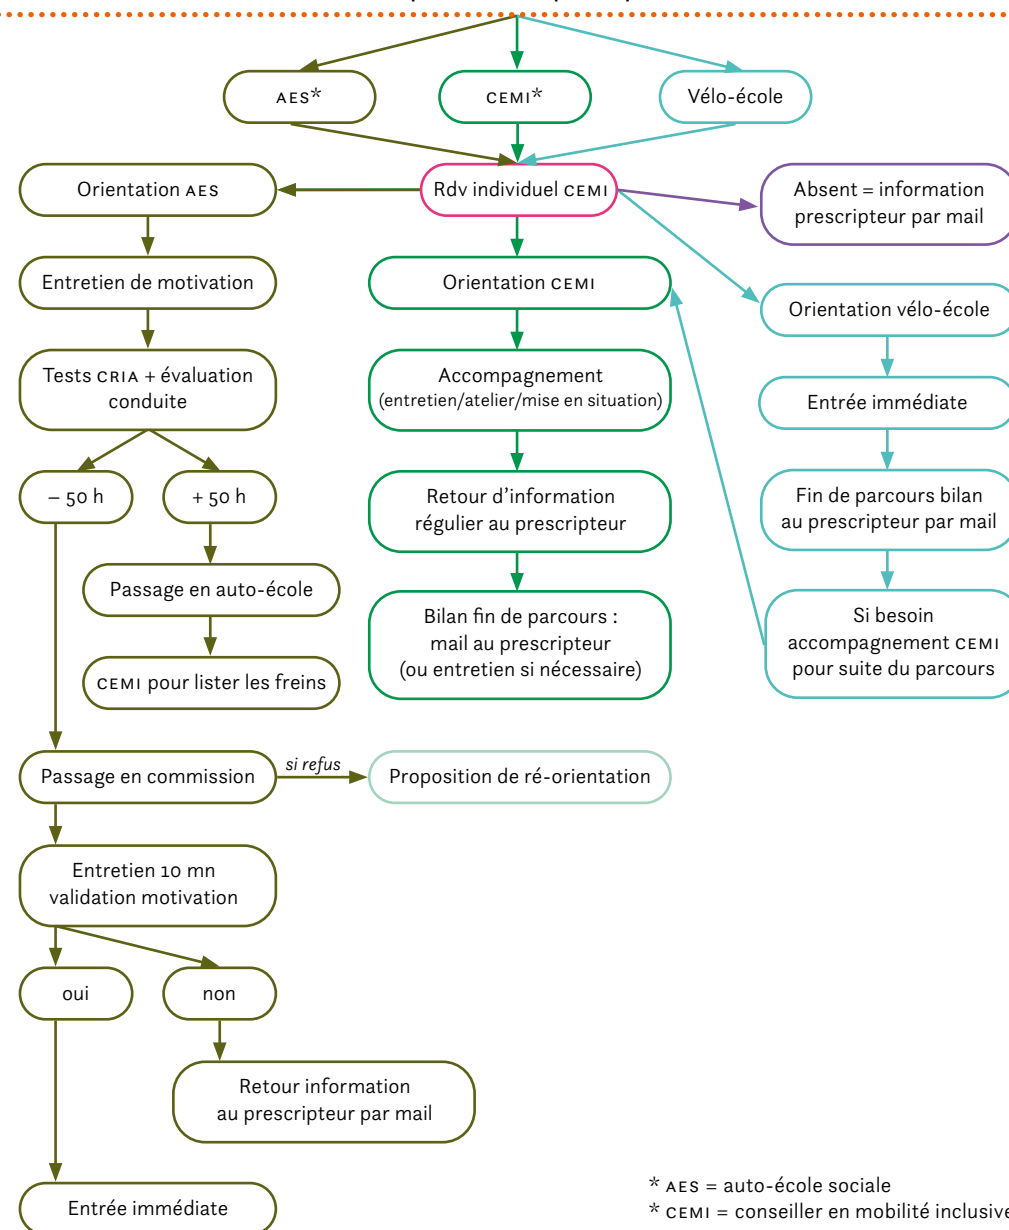 AES*
CEMI*
Vélo-école
Orientation AES
Rdv individuel CEMI
Absent = information
prescripteur par mail
Entretien de motivation
Orientation CEMI
Orientation vélo-école
Tests CRIA + évaluation
conduite
Accompagnement
(entretien/atelier/mise en situation)
Entrée immédiate
– 50 h
+ 50 h
Retour d’information
régulier au prescripteur
Fin de parcours bilan
au prescripteur par mail
Passage en auto-école
Bilan fin de parcours :
mail au prescripteur
(ou entretien si nécessaire)
Si besoin
accompagnement CEMI
pour suite du parcours
CEMI pour lister les freins
Passage en commission
si refus
Proposition de ré-orientation
Entretien 10 mn
validation motivation
oui
non
Retour information
au prescripteur par mail
Entrée immédiate
* AES = auto-école sociale
* CEMI = conseiller en mobilité inclusive